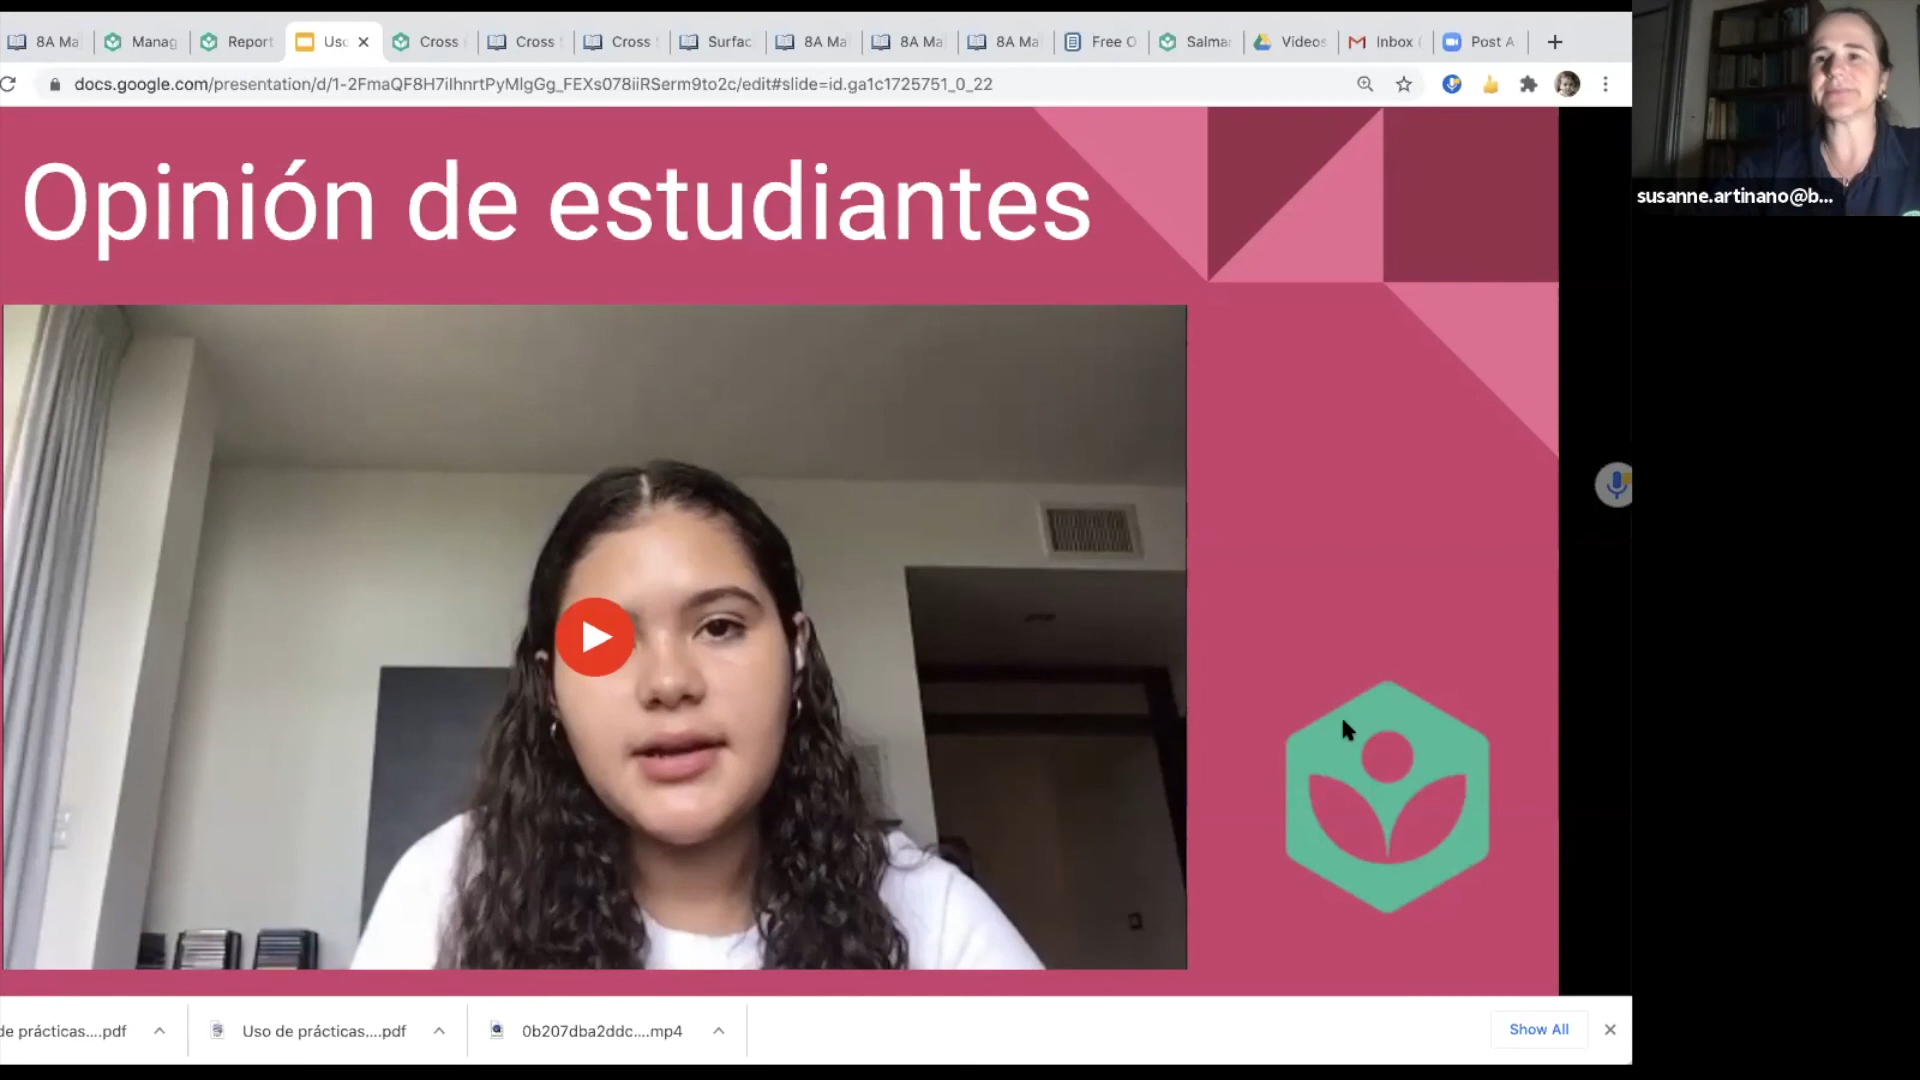 8A Ma
Manag
Report
Usc
Cross
Cross
Cross
Surfac
8A Ma
8A Ma
8A Ma
Free O
Salma
Videos
Inbox (
Post A
docs.google.com/presentation/d/1-2FmaQF8H7iIhnrtPyMlgGg_FEXs078iiRSerm9to2c/edit#slide=id.ga1c1725751_0_22
susanne.artinano@b...
Opinión de estudiantes
de prácticas....pdf
Uso de prácticas....pdf
0b207dba2ddc....mp4
Show All